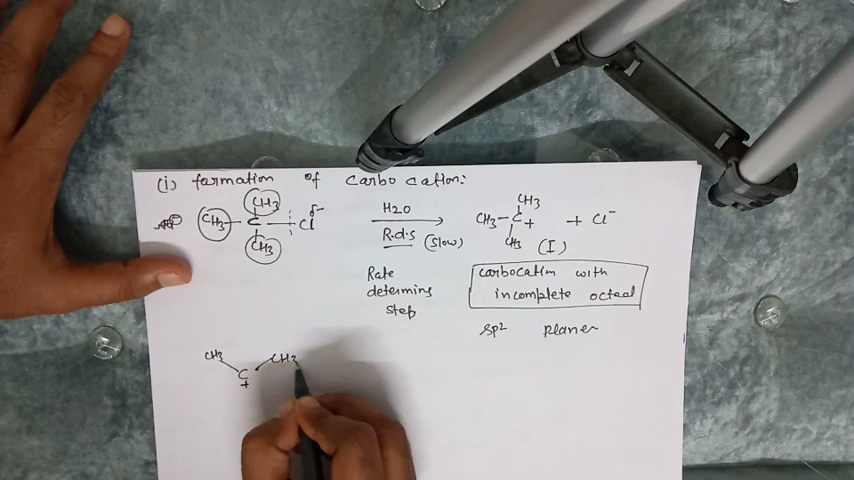 (i) formation of Carbo cation:
CH3 - C - Cl δ-
CH3
CH3
H2O
R.d.s (slow)
CH3 - C + + Cl-
CH3
CH3
(I)
Rate
determins
step
carbocation with
incomplete octeal
sp2 planer
CH3 CH3
C
+